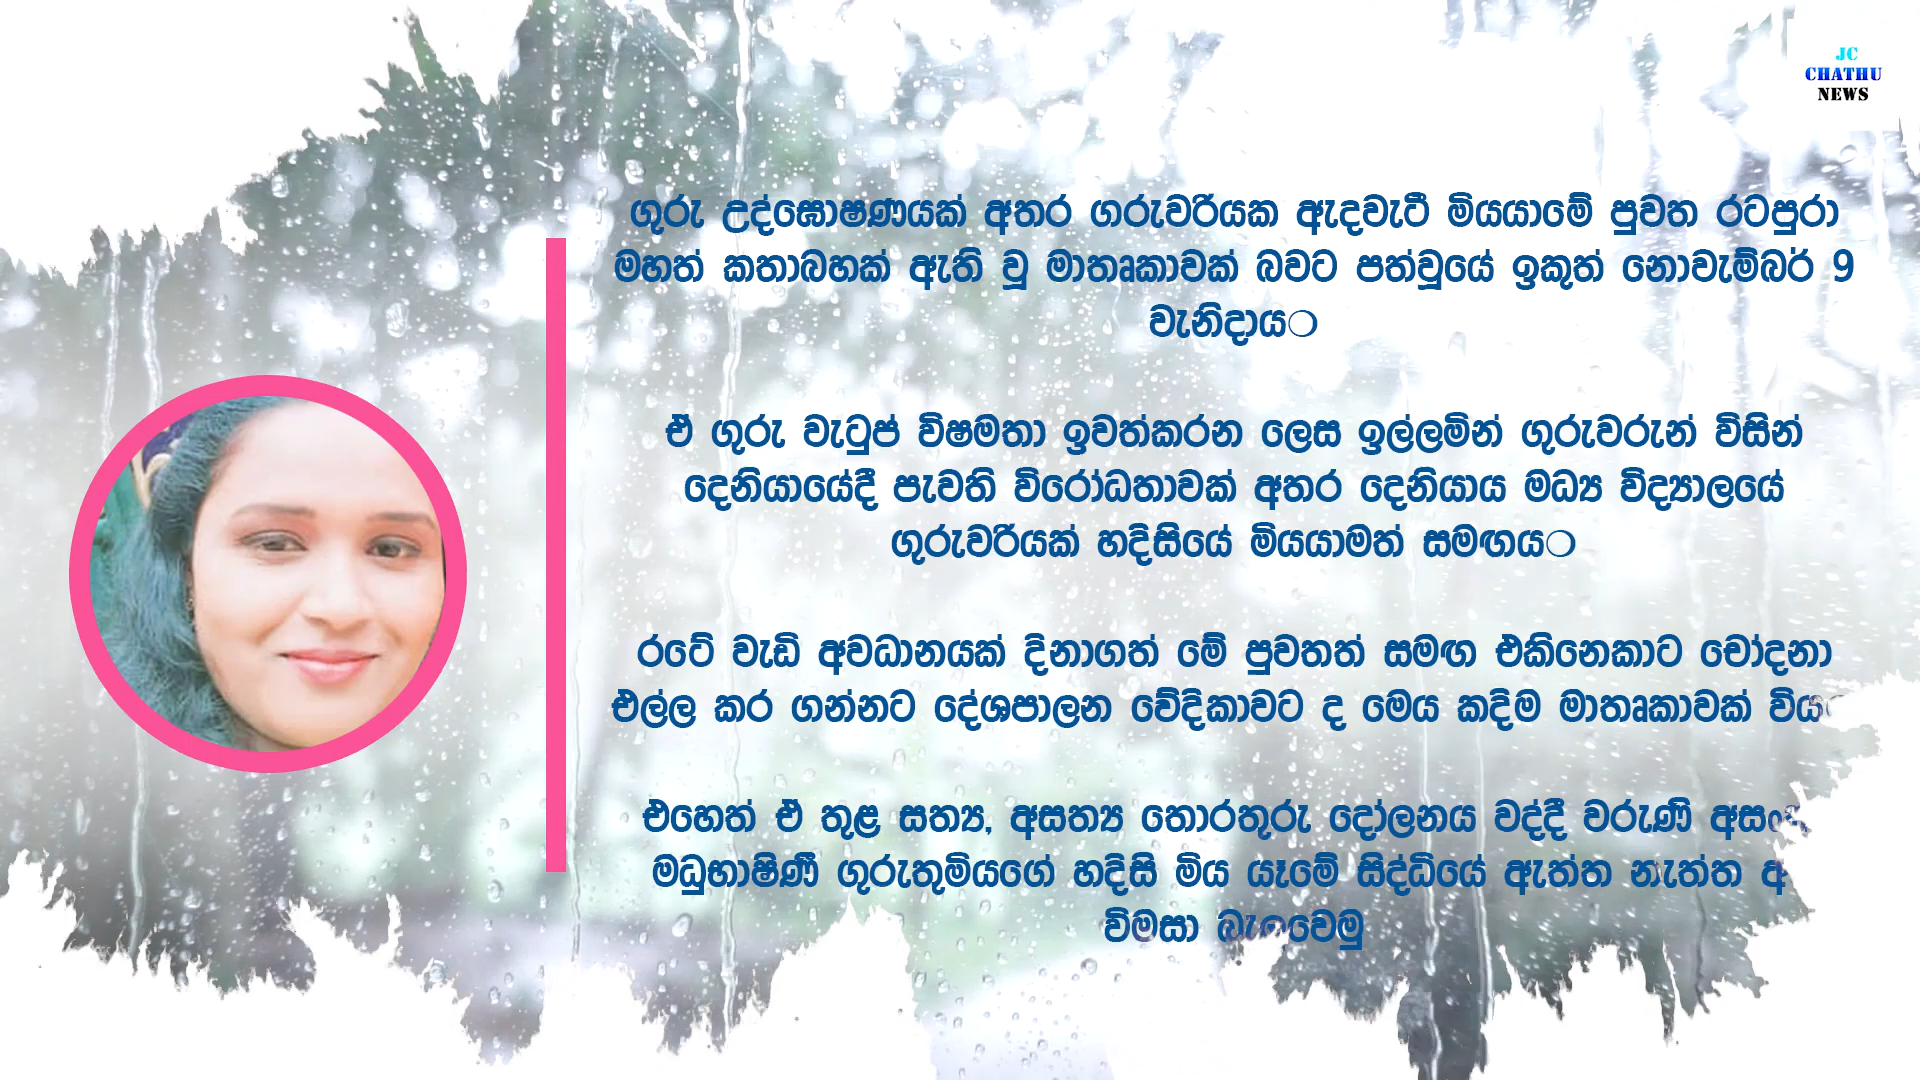 JC
CHATHU
NEWS
ගුරු උද්ඝොෂණයක් අතර ගරුවරියක ඇදවැටී මියයාමේ පුවත රටපුරා
මහත් කතාබහක් ඇති වූ මාතෘකාවක් බවට පත්වූයේ ඉකුත් නොවැම්බර් 9
වැනිදාය
ඒ ගුරු වැටුප් විෂමතා ඉවත්කරන ලෙස ඉල්ලමින් ගුරුවරුන් විසින්
දෙනියායේදී පැවති විරෝධතාවක් අතර දෙනියාය මධ්‍ය විද්‍යාලයේ
ගුරුවරියක් හදිසියේ මියයාමත් සමඟය
රටේ වැඩි අවධානයක් දිනාගත් මේ පුවතත් සමඟ එකිනෙකාට චෝදනා
එල්ල කර ගන්නට දේශපාලන වේදිකාවට ද මෙය කදිම මාතෘකාවක් විය
එහෙත් ඒ තුළ සත්‍ය, අසත්‍ය තොරතුරු දෝලනය වද්දී වරුණි
මධුභාෂිණී ගුරුතුමියගේ හදිසි මිය යෑමේ සිද්ධියේ ඇත්ත නැත්ත
විමසා